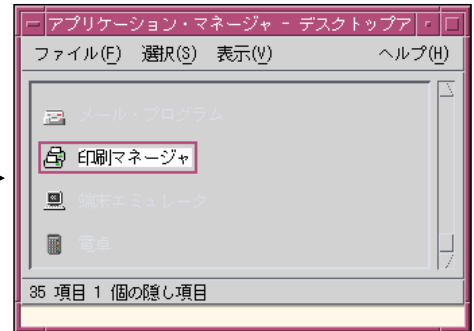 アプリケーション・マネージャ - デスクトップア
ファイル(F) 選択(S) 表示(V) ヘルプ(H)
メール・プログラム
印刷マネージャ
端末エミュレータ
電卓
35 項目 1 個の隠し項目